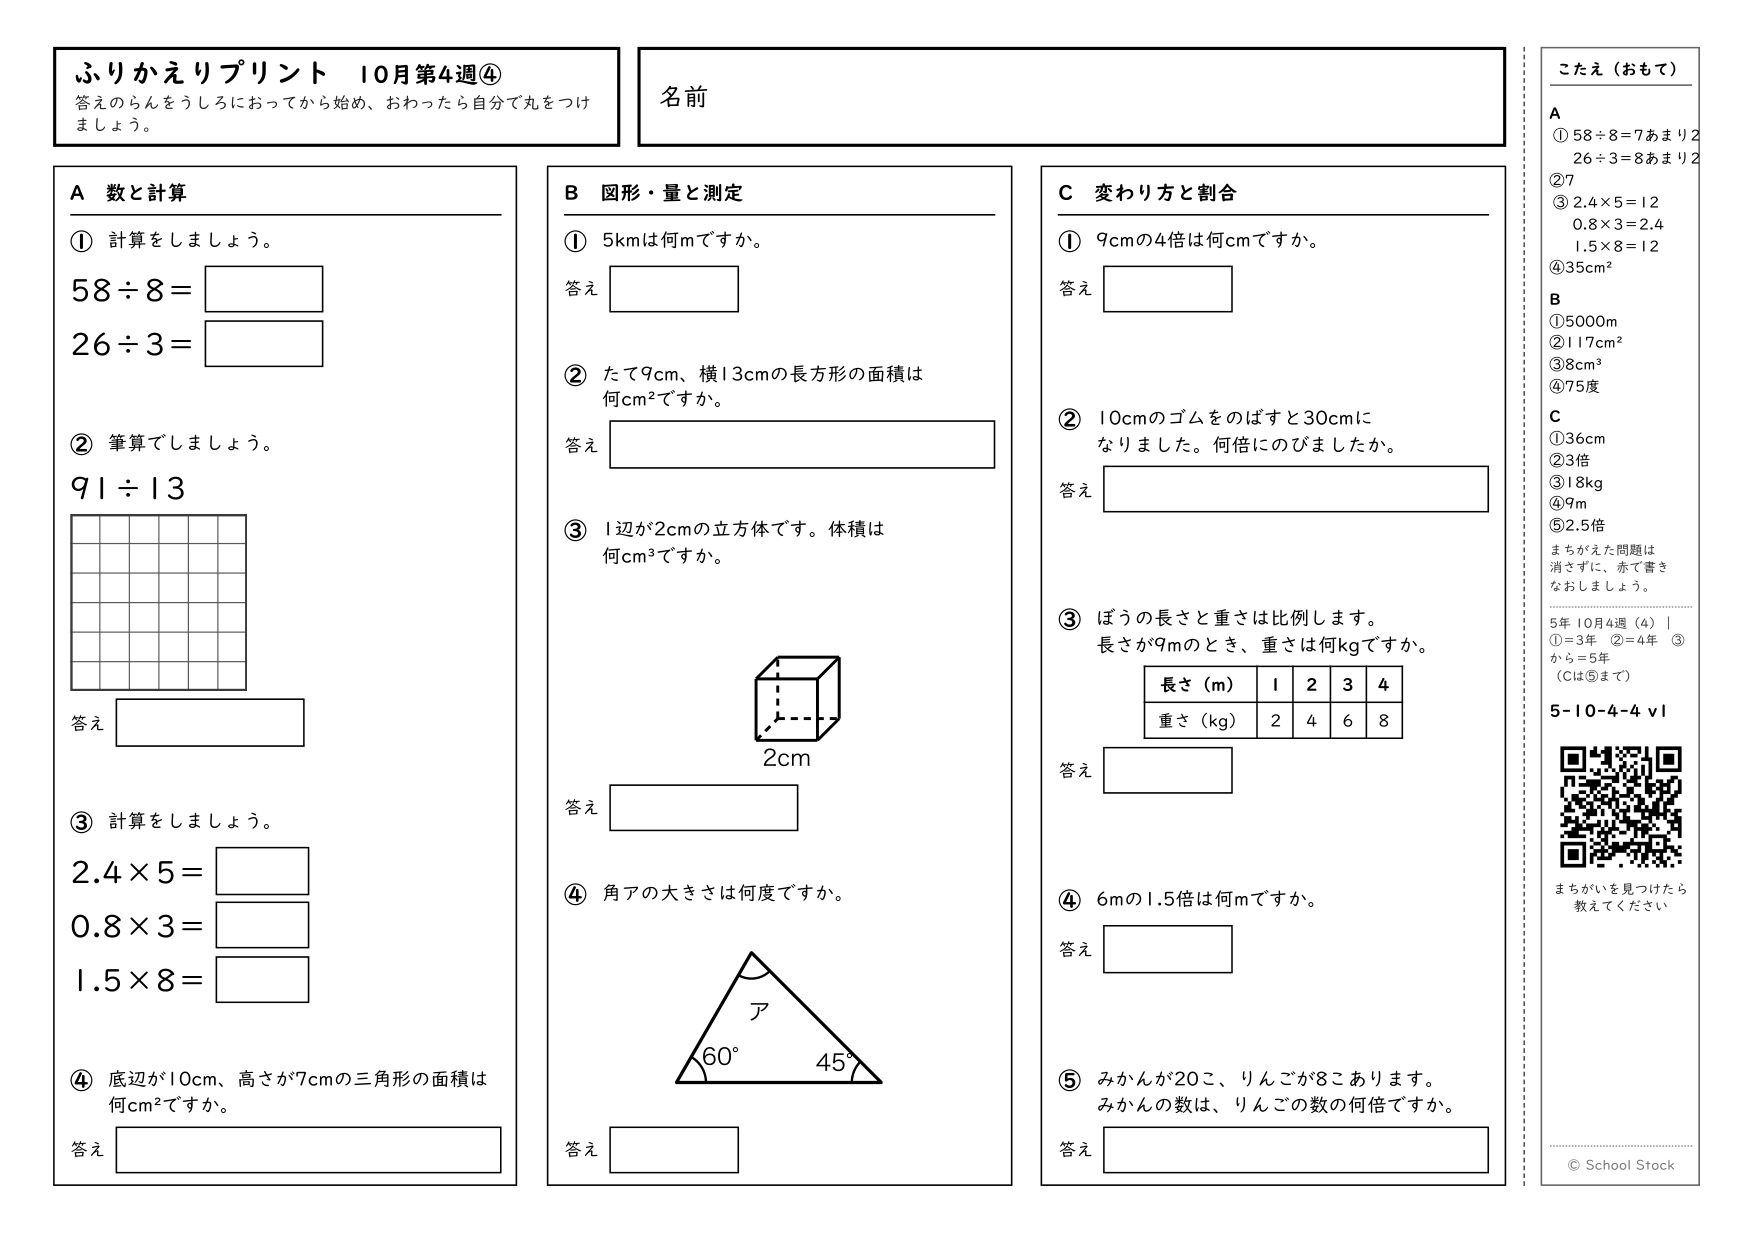 ふりかえりプリント　10月第4週④
答えのらんをうしろにおってから始め、おわったら自分で丸をつけ
ましょう。
名前
A　数と計算
① 計算をしましょう。
58÷8＝
26÷3＝
② 筆算でしましょう。
91÷13
答え
③ 計算をしましょう。
2.4×5＝
0.8×3＝
1.5×8＝
④ 底辺が10cm、高さが7cmの三角形の面積は
何cm²ですか。
答え
B　図形・量と測定
① 5kmは何mですか。
答え
② たて9cm、横13cmの長方形の面積は
何cm²ですか。
答え
③ 1辺が2cmの立方体です。体積は
何cm³ですか。
2cm
答え
④ 角アの大きさは何度ですか。
ア
60°　45°
答え
C　変わり方と割合
① 9cmの4倍は何cmですか。
答え
② 10cmのゴムをのばすと30cmに
なりました。何倍にのびましたか。
答え
③ ぼうの長さと重さは比例します。
長さが9mのとき、重さは何kgですか。
長さ（m） 1 2 3 4
重さ（kg） 2 4 6 8
答え
④ 6mの1.5倍は何mですか。
答え
⑤ みかんが20こ、りんごが8こあります。
みかんの数は、りんごの数の何倍ですか。
答え
こたえ（おもて）
A
① 58÷8＝7あまり2
26÷3＝8あまり2
②7
③ 2.4×5＝12
0.8×3＝2.4
1.5×8＝12
④35cm²
B
①5000m
②117cm²
③8cm³
④75度
C
①36cm
②3倍
③18kg
④9m
⑤2.5倍
まちがえた問題は
消さずに、赤で書き
なおしましょう。
5年 10月4週（4）｜
①＝3年　②＝4年　③
から＝5年
（Cは⑤まで）
5-10-4-4 v1
まちがいを見つけたら
教えてください
© School Stock